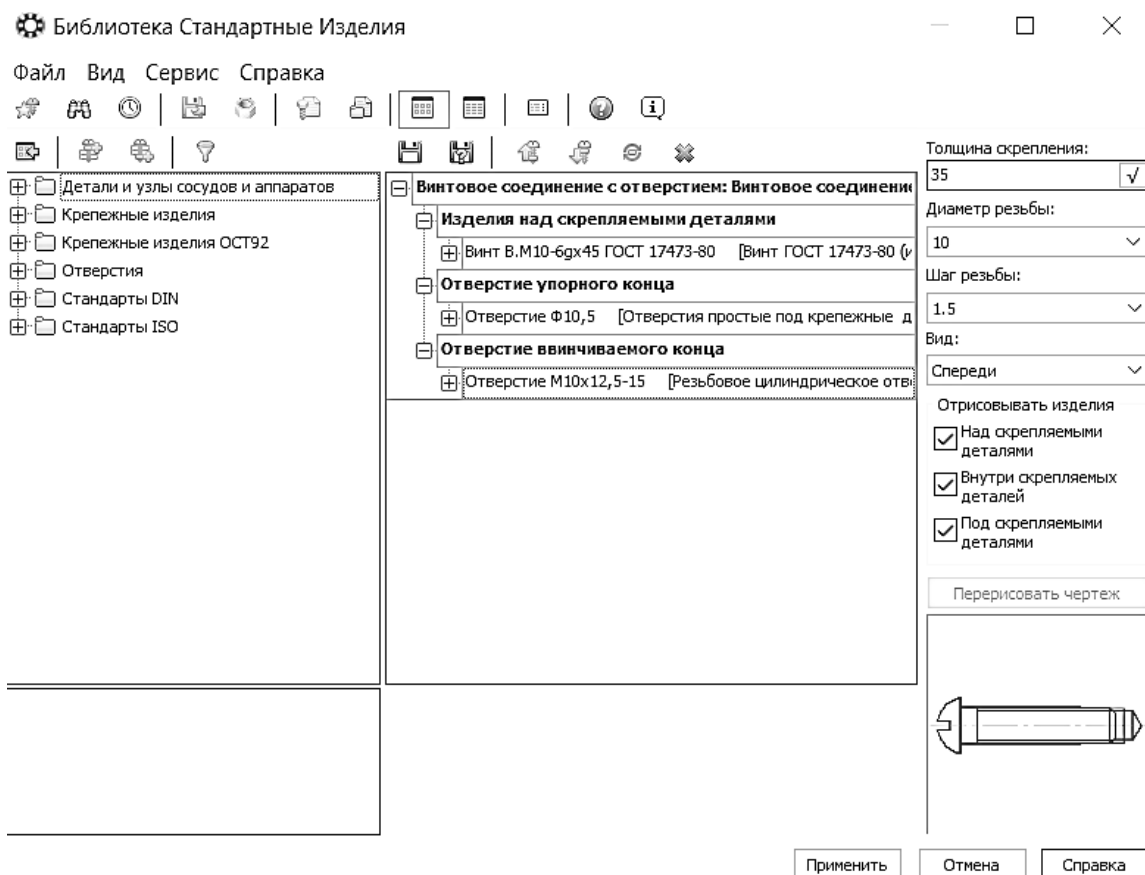 Библиотека Стандартные Изделия
Файл Вид Сервис Справка
Детали и узлы сосудов и аппаратов
Крепежные изделия
Крепежные изделия ОСТ92
Отверстия
Стандарты DIN
Стандарты ISO
Винтовое соединение с отверстием: Винтовое соединение
Изделия над скрепляемыми деталями
Винт В.М10-6gх45 ГОСТ 17473-80 [Винт ГОСТ 17473-80 (и
Отверстие упорного конца
Отверстие Ф10,5 [Отверстия простые под крепежные д
Отверстие ввинчиваемого конца
Отверстие М10х12,5-15 [Резьбовое цилиндрическое отв
Толщина скрепления:
35
Диаметр резьбы:
10
Шаг резьбы:
1.5
Вид:
Спереди
Отрисовывать изделия
Над скрепляемыми
деталями
Внутри скрепляемых
деталей
Под скрепляемыми
деталями
Перерисовать чертеж
Применить Отмена Справка